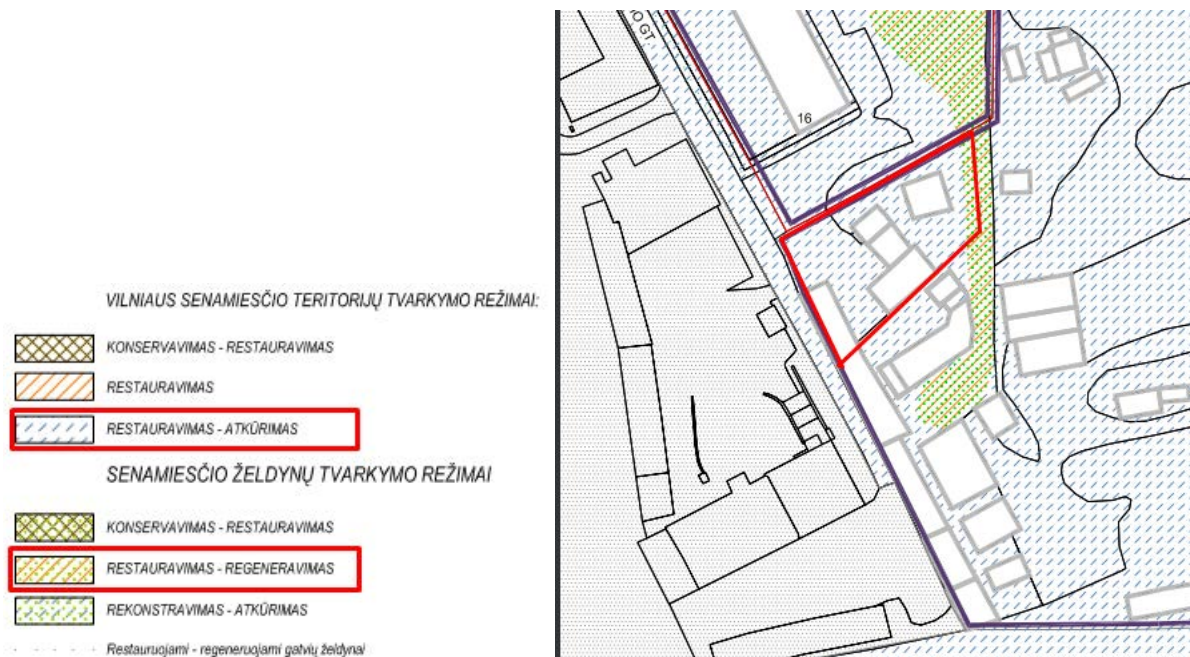 VILNIAUS SENAMIESČIO TERITORIJŲ TVARKYMO REŽIMAI:
KONSERVAVIMAS - RESTAURAVIMAS
RESTAURAVIMAS
RESTAURAVIMAS - ATKŪRIMAS
SENAMIESČIO ŽELDYNŲ TVARKYMO REŽIMAI
KONSERVAVIMAS - RESTAURAVIMAS
RESTAURAVIMAS - REGENERAVIMAS
REKONSTRAVIMAS - ATKŪRIMAS
Restauruojami - regeneruojami gatvių želdynai
GT
16